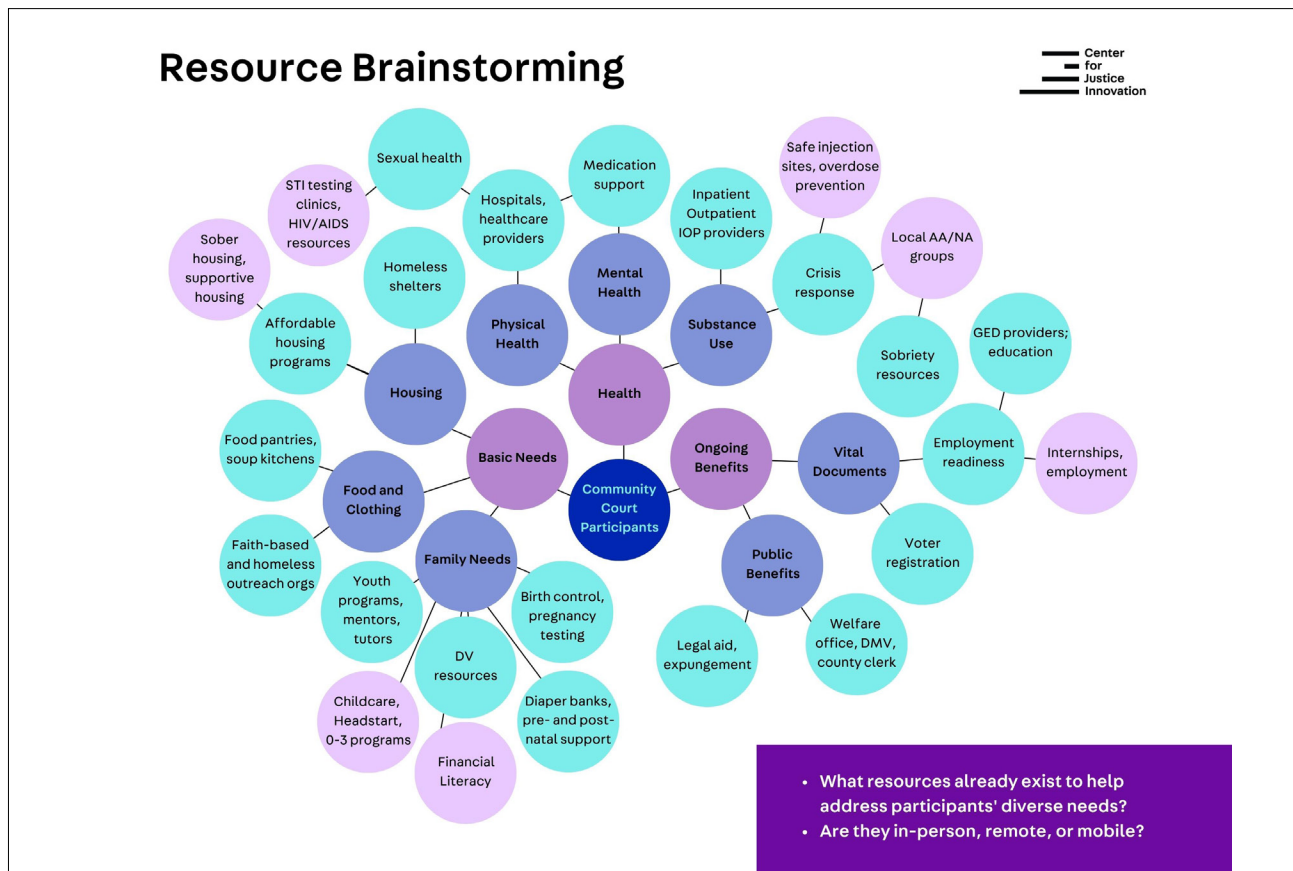 Resource Brainstorming
Center
for
Justice
Innovation
Sexual health
Medication
support
Safe injection
sites, overdose
prevention
STI testing
clinics,
HIV/AIDS
resources
Hospitals,
healthcare
providers
Inpatient
Outpatient
IOP providers
Sober
housing,
supportive
housing
Homeless
shelters
Mental
Health
Crisis
response
Local AA/NA
groups
Affordable
housing
programs
Physical
Health
Substance
Use
Sobriety
resources
GED providers;
education
Housing
Health
Food pantries,
soup kitchens
Basic Needs
Ongoing
Benefits
Vital
Documents
Employment
readiness
Internships,
employment
Food and
Clothing
Community
Court
Participants
Faith-based
and homeless
outreach orgs
Family Needs
Public
Benefits
Voter
registration
Youth
programs,
mentors,
tutors
Birth control,
pregnancy
testing
DV
resources
Legal aid,
expungement
Welfare
office, DMV,
county clerk
Childcare,
Headstart,
0-3 programs
Diaper banks,
pre- and post-
natal support
Financial
Literacy
• What resources already exist to help
address participants' diverse needs?
• Are they in-person, remote, or mobile?